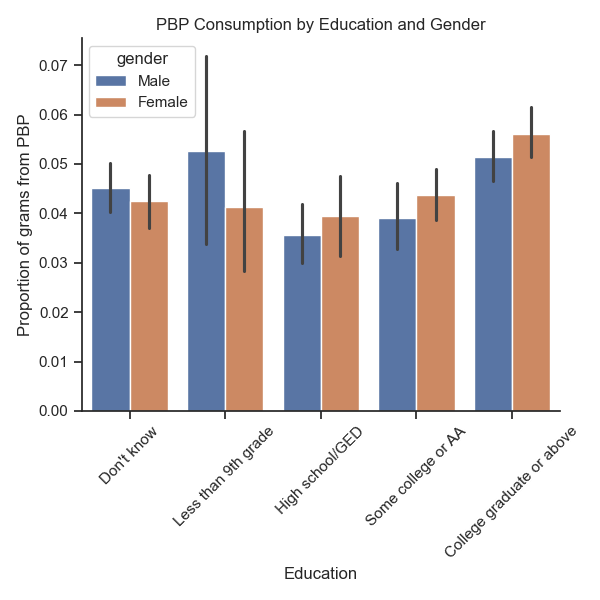 PBP Consumption by Education and Gender
gender
Male
Female
Proportion of grams from PBP
0.07
0.06
0.05
0.04
0.03
0.02
0.01
0.00
Don't know
Less than 9th grade
High school/GED
Some college or AA
College graduate or above
Education